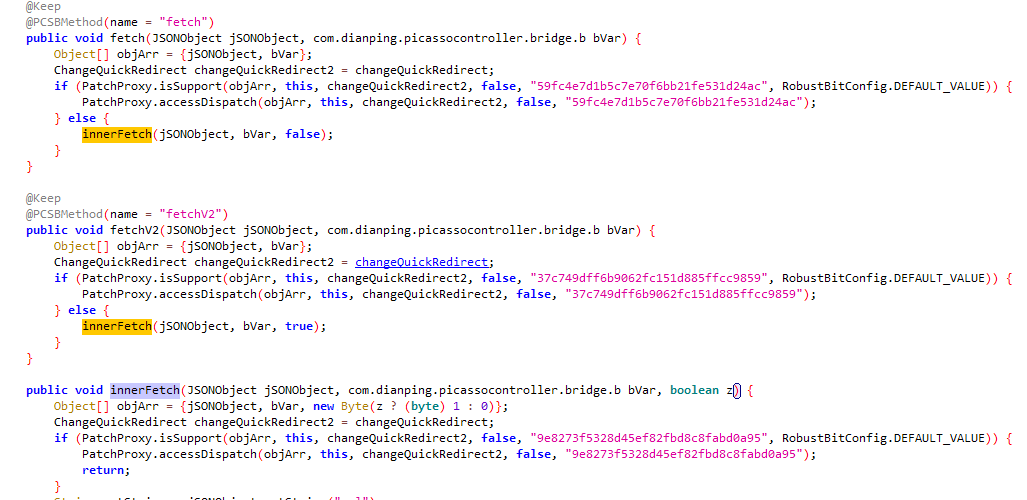 @Keep
@PCSBMethod(name = "fetch")
public void fetch(JSONObject jSONObject, com.dianping.picassocontroller.bridge.b bVar) {
Object[] objArr = {jSONObject, bVar};
ChangeQuickRedirect changeQuickRedirect2 = changeQuickRedirect;
if (PatchProxy.isSupport(objArr, this, changeQuickRedirect2, false, "59fc4e7d1b5c7e70f6bb21fe531d24ac", RobustBitConfig.DEFAULT_VALUE)) {
PatchProxy.accessDispatch(objArr, this, changeQuickRedirect2, false, "59fc4e7d1b5c7e70f6bb21fe531d24ac");
} else {
innerFetch(jSONObject, bVar, false);
}
}
@Keep
@PCSBMethod(name = "fetchV2")
public void fetchV2(JSONObject jSONObject, com.dianping.picassocontroller.bridge.b bVar) {
Object[] objArr = {jSONObject, bVar};
ChangeQuickRedirect changeQuickRedirect2 = changeQuickRedirect;
if (PatchProxy.isSupport(objArr, this, changeQuickRedirect2, false, "37c749dff6b9062fc151d885ffcc9859", RobustBitConfig.DEFAULT_VALUE)) {
PatchProxy.accessDispatch(objArr, this, changeQuickRedirect2, false, "37c749dff6b9062fc151d885ffcc9859");
} else {
innerFetch(jSONObject, bVar, true);
}
}
public void innerFetch(JSONObject jSONObject, com.dianping.picassocontroller.bridge.b bVar, boolean z) {
Object[] objArr = {jSONObject, bVar, new Byte(z ? (byte) 1 : 0)};
ChangeQuickRedirect changeQuickRedirect2 = changeQuickRedirect;
if (PatchProxy.isSupport(objArr, this, changeQuickRedirect2, false, "9e8273f5328d45ef82fbd8c8fabd0a95", RobustBitConfig.DEFAULT_VALUE)) {
PatchProxy.accessDispatch(objArr, this, changeQuickRedirect2, false, "9e8273f5328d45ef82fbd8c8fabd0a95");
return;
}